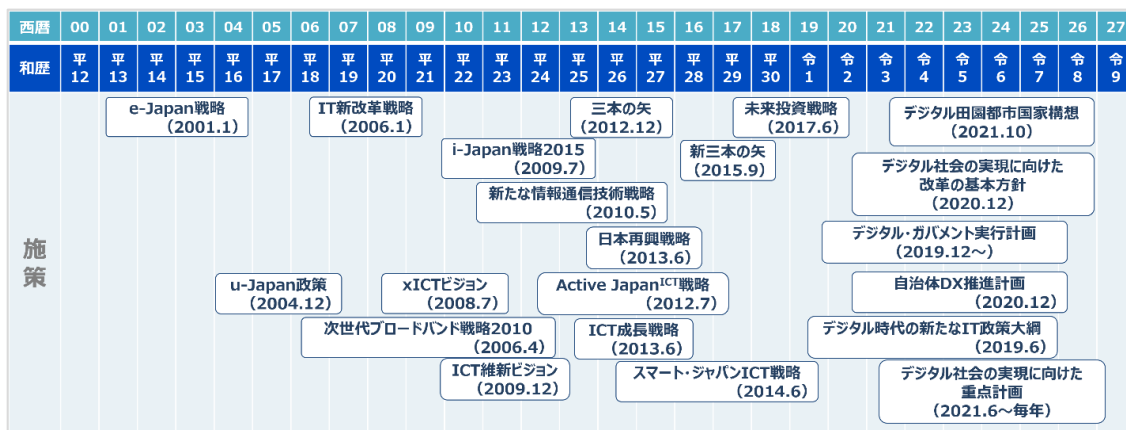 西暦 00 01 02 03 04 05 06 07 08 09 10 11 12 13 14 15 16 17 18 19 20 21 22 23 24 25 26 27
和歴 平12 平13 平14 平15 平16 平17 平18 平19 平20 平21 平22 平23 平24 平25 平26 平27 平28 平29 平30 令1 令2 令3 令4 令5 令6 令7 令8 令9
施策
e-Japan戦略
（2001.1）
IT新改革戦略
（2006.1）
三本の矢
（2012.12）
未来投資戦略
（2017.6）
デジタル田園都市国家構想
（2021.10）
i-Japan戦略2015
（2009.7）
新三本の矢
（2015.9）
デジタル社会の実現に向けた
改革の基本方針
（2020.12）
新たな情報通信技術戦略
（2010.5）
日本再興戦略
（2013.6）
デジタル・ガバメント実行計画
（2019.12～）
u-Japan政策
（2004.12）
xICTビジョン
（2008.7）
Active JapanICT戦略
（2012.7）
自治体DX推進計画
（2020.12）
次世代ブロードバンド戦略2010
（2006.4）
ICT成長戦略
（2013.6）
デジタル時代の新たなIT政策大綱
（2019.6）
ICT維新ビジョン
（2009.12）
スマート・ジャパンICT戦略
（2014.6）
デジタル社会の実現に向けた
重点計画
（2021.6～毎年）